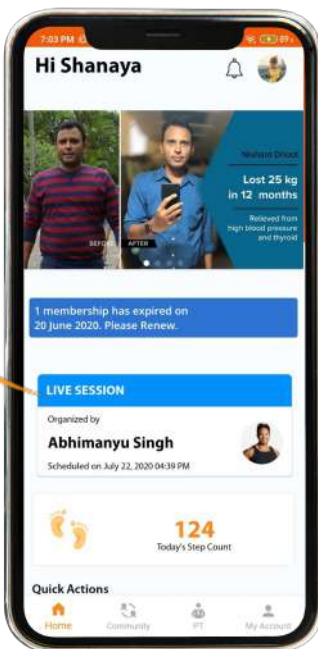 7:03 PM
Hi Shanaya
Nishant Dhoot
Lost 25 kg
in 12 months
Relieved from
high blood pressure
and thyroid
BEFORE
AFTER
1 membership has expired on
20 June 2020. Please Renew.
LIVE SESSION
Organized by
Abhimanyu Singh
Scheduled on July 22, 2020 04:39 PM
124
Today's Step Count
Quick Actions
Home
Community
My Account